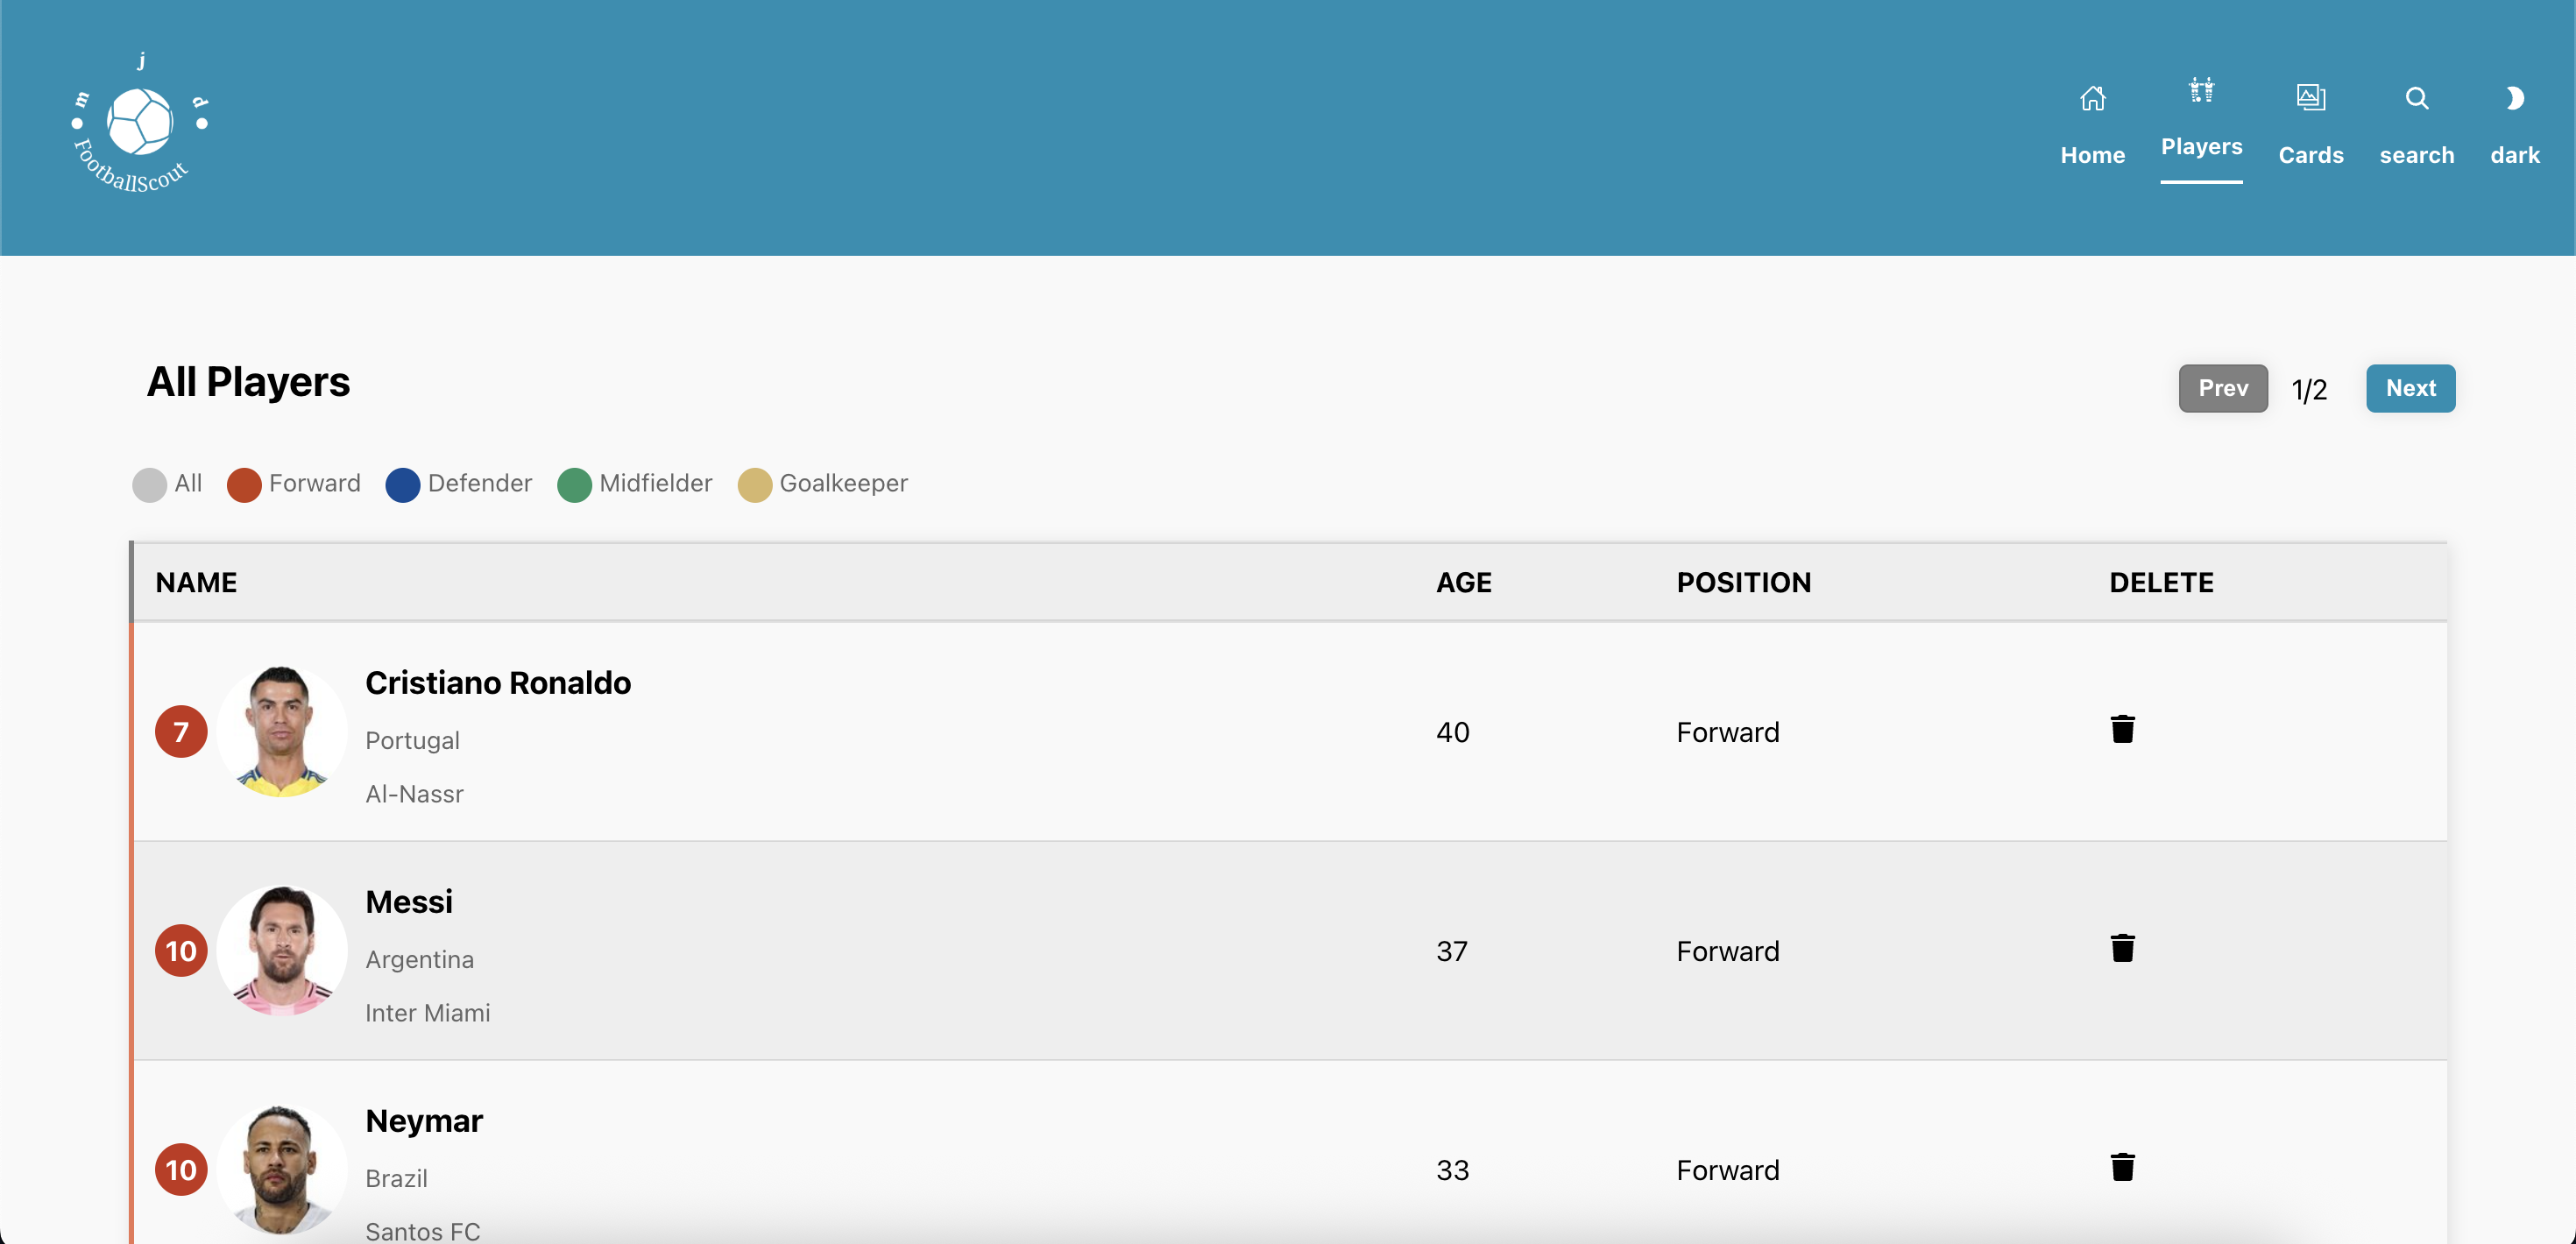 m j d
FootballScout
Home
Players
Cards
search
dark
All Players
Prev 1/2 Next
All Forward Defender Midfielder Goalkeeper
NAME AGE POSITION DELETE
Cristiano Ronaldo
7 Portugal 40 Forward
Al-Nassr
Messi
10 Argentina 37 Forward
Inter Miami
Neymar
10 Brazil 33 Forward
Santos FC